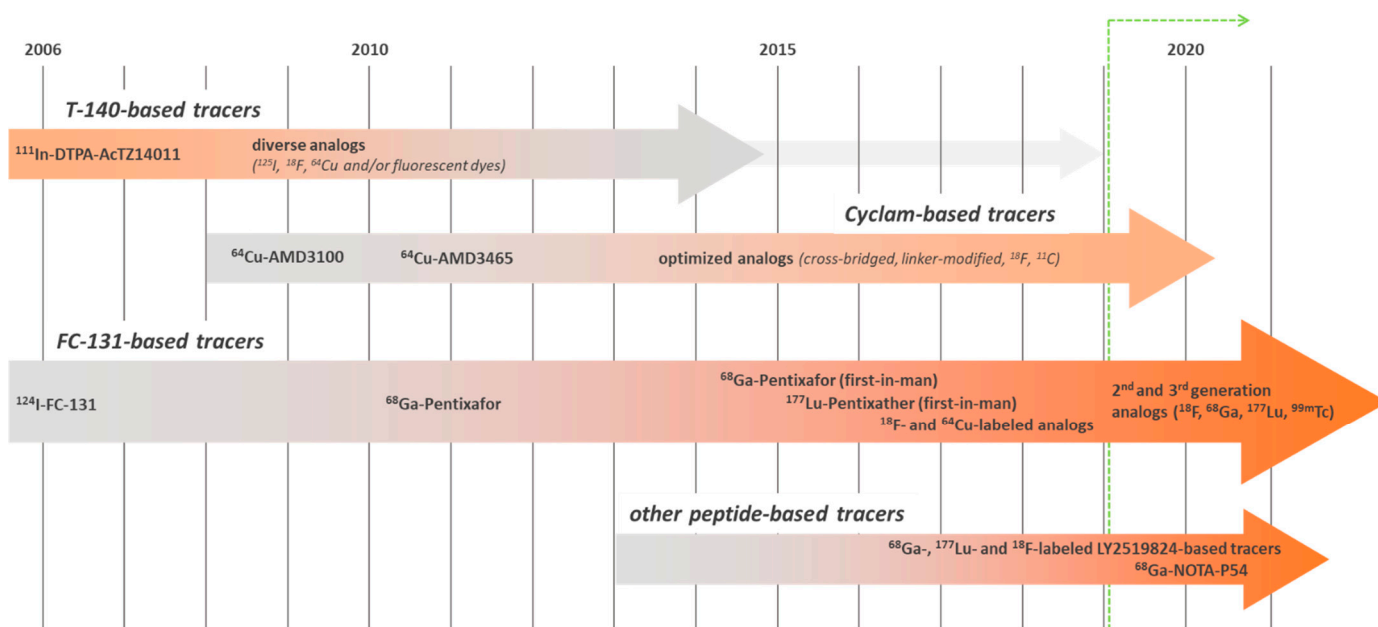 2006 2010 2015 2020
T-140-based tracers
¹¹¹In-DTPA-AcTZ14011
diverse analogs
(¹²⁵I, ¹⁸F, ⁶⁴Cu and/or fluorescent dyes)
Cyclam-based tracers
⁶⁴Cu-AMD3100
⁶⁴Cu-AMD3465
optimized analogs (cross-bridged, linker-modified, ¹⁸F, ¹¹C)
FC-131-based tracers
¹²⁴I-FC-131
⁶⁸Ga-Pentixafor
⁶⁸Ga-Pentixafor (first-in-man)
¹⁷⁷Lu-Pentixather (first-in-man)
¹⁸F- and ⁶⁴Cu-labeled analogs
2ⁿᵈ and 3ʳᵈ generation
analogs (¹⁸F, ⁶⁸Ga, ¹⁷⁷Lu, ⁹⁹ᵐTc)
other peptide-based tracers
⁶⁸Ga-, ¹⁷⁷Lu- and ¹⁸F-labeled LY2519824-based tracers
⁶⁸Ga-NOTA-P54